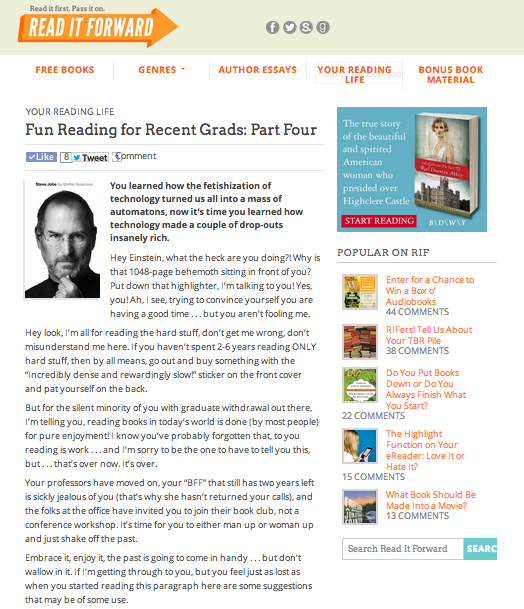 Read it first. Pass it on.
READ IT FORWARD
FREE BOOKS
GENRES
AUTHOR ESSAYS
YOUR READING
LIFE
BONUS BOOK
MATERIAL
YOUR READING LIFE
Fun Reading for Recent Grads: Part Four
Like 8 Tweet 5 Comment
Steve Jobs by Walter Isaacson
You learned how the fetishization of
technology turned us all into a mass of
automatons, now it's time you learned how
technology made a couple of drop-outs
insanely rich.
Hey Einstein, what the heck are you doing?! Why is
that 1048-page behemoth sitting in front of you?
Put down that highlighter, I'm talking to you! Yes,
you! Ah, I see, trying to convince yourself you are
having a good time . . . but you aren't fooling me.
Hey look, I'm all for reading the hard stuff, don't get me wrong, don't
misunderstand me here. If you haven't spent 2-6 years reading ONLY
hard stuff, then by all means, go out and buy something with the
“Incredibly dense and rewardingly slow!” sticker on the front cover
and pat yourself on the back.
But for the silent minority of you with graduate withdrawal out there,
I'm telling you, reading books in today's world is done (by most people)
for pure enjoyment! I know you've probably forgotten that, to you
reading is work . . . and I'm sorry to be the one to have to tell you this,
but . . . that's over now. It's over.
Your professors have moved on, your “BFF” that still has two years left
is sickly jealous of you (that's why she hasn't returned your calls), and
the folks at the office have invited you to join their book club, not a
conference workshop. It's time for you to either man up or woman up
and just shake off the past.
Embrace it, enjoy it, the past is going to come in handy . . . but don't
wallow in it. If I'm getting through to you, but you feel just as lost as
when you started reading this paragraph here are some suggestions
that may be of some use.
The true story
of the beautiful
and spirited
American
woman who
presided over
Highclere Castle
START READING
B\D\W\Y
POPULAR ON RIF
Enter for a Chance to
Win a Box o'
Audiobooks
44 COMMENTS
RIFers! Tell Us About
Your TBR Pile
38 COMMENTS
Do You Put Books
Down or Do You
Always Finish What
You Start?
22 COMMENTS
The Highlight
Function on Your
eReader: Love It or
Hate It?
15 COMMENTS
What Book Should Be
Made Into a Movie?
13 COMMENTS
Search Read It Forward
SEARC